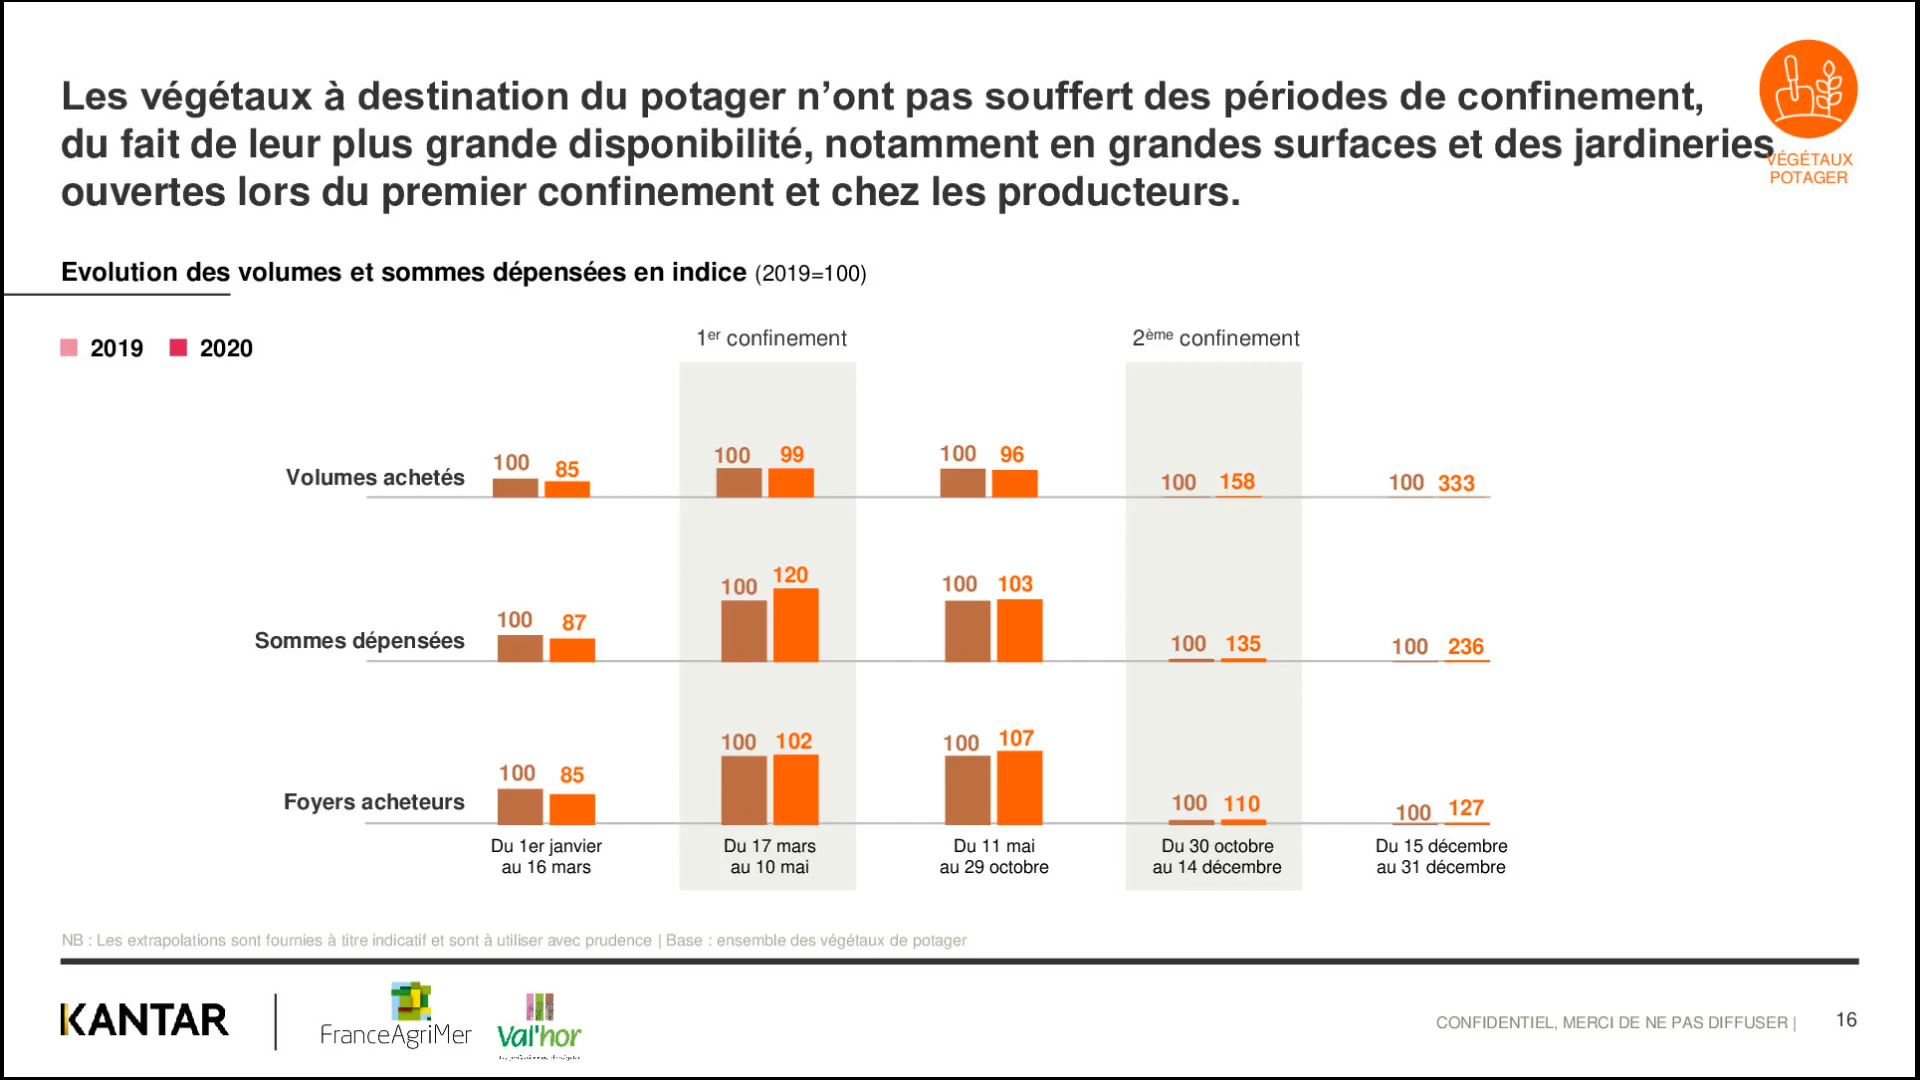 Les végétaux à destination du potager n’ont pas souffert des périodes de confinement,
du fait de leur plus grande disponibilité, notamment en grandes surfaces et des jardineries
ouvertes lors du premier confinement et chez les producteurs.
VÉGÉTAUX
POTAGER
Evolution des volumes et sommes dépensées en indice (2019=100)
2019 2020
1er confinement
2ème confinement
Volumes achetés
100 85
100 99
100 96
100 158
100 333
Sommes dépensées
100 87
100 120
100 103
100 135
100 236
Foyers acheteurs
100 85
100 102
100 107
100 110
100 127
Du 1er janvier
au 16 mars
Du 17 mars
au 10 mai
Du 11 mai
au 29 octobre
Du 30 octobre
au 14 décembre
Du 15 décembre
au 31 décembre
NB : Les extrapolations sont fournies à titre indicatif et sont à utiliser avec prudence | Base : ensemble des végétaux de potager
KANTAR
FranceAgriMer
Val'hor
CONFIDENTIEL, MERCI DE NE PAS DIFFUSER |
16